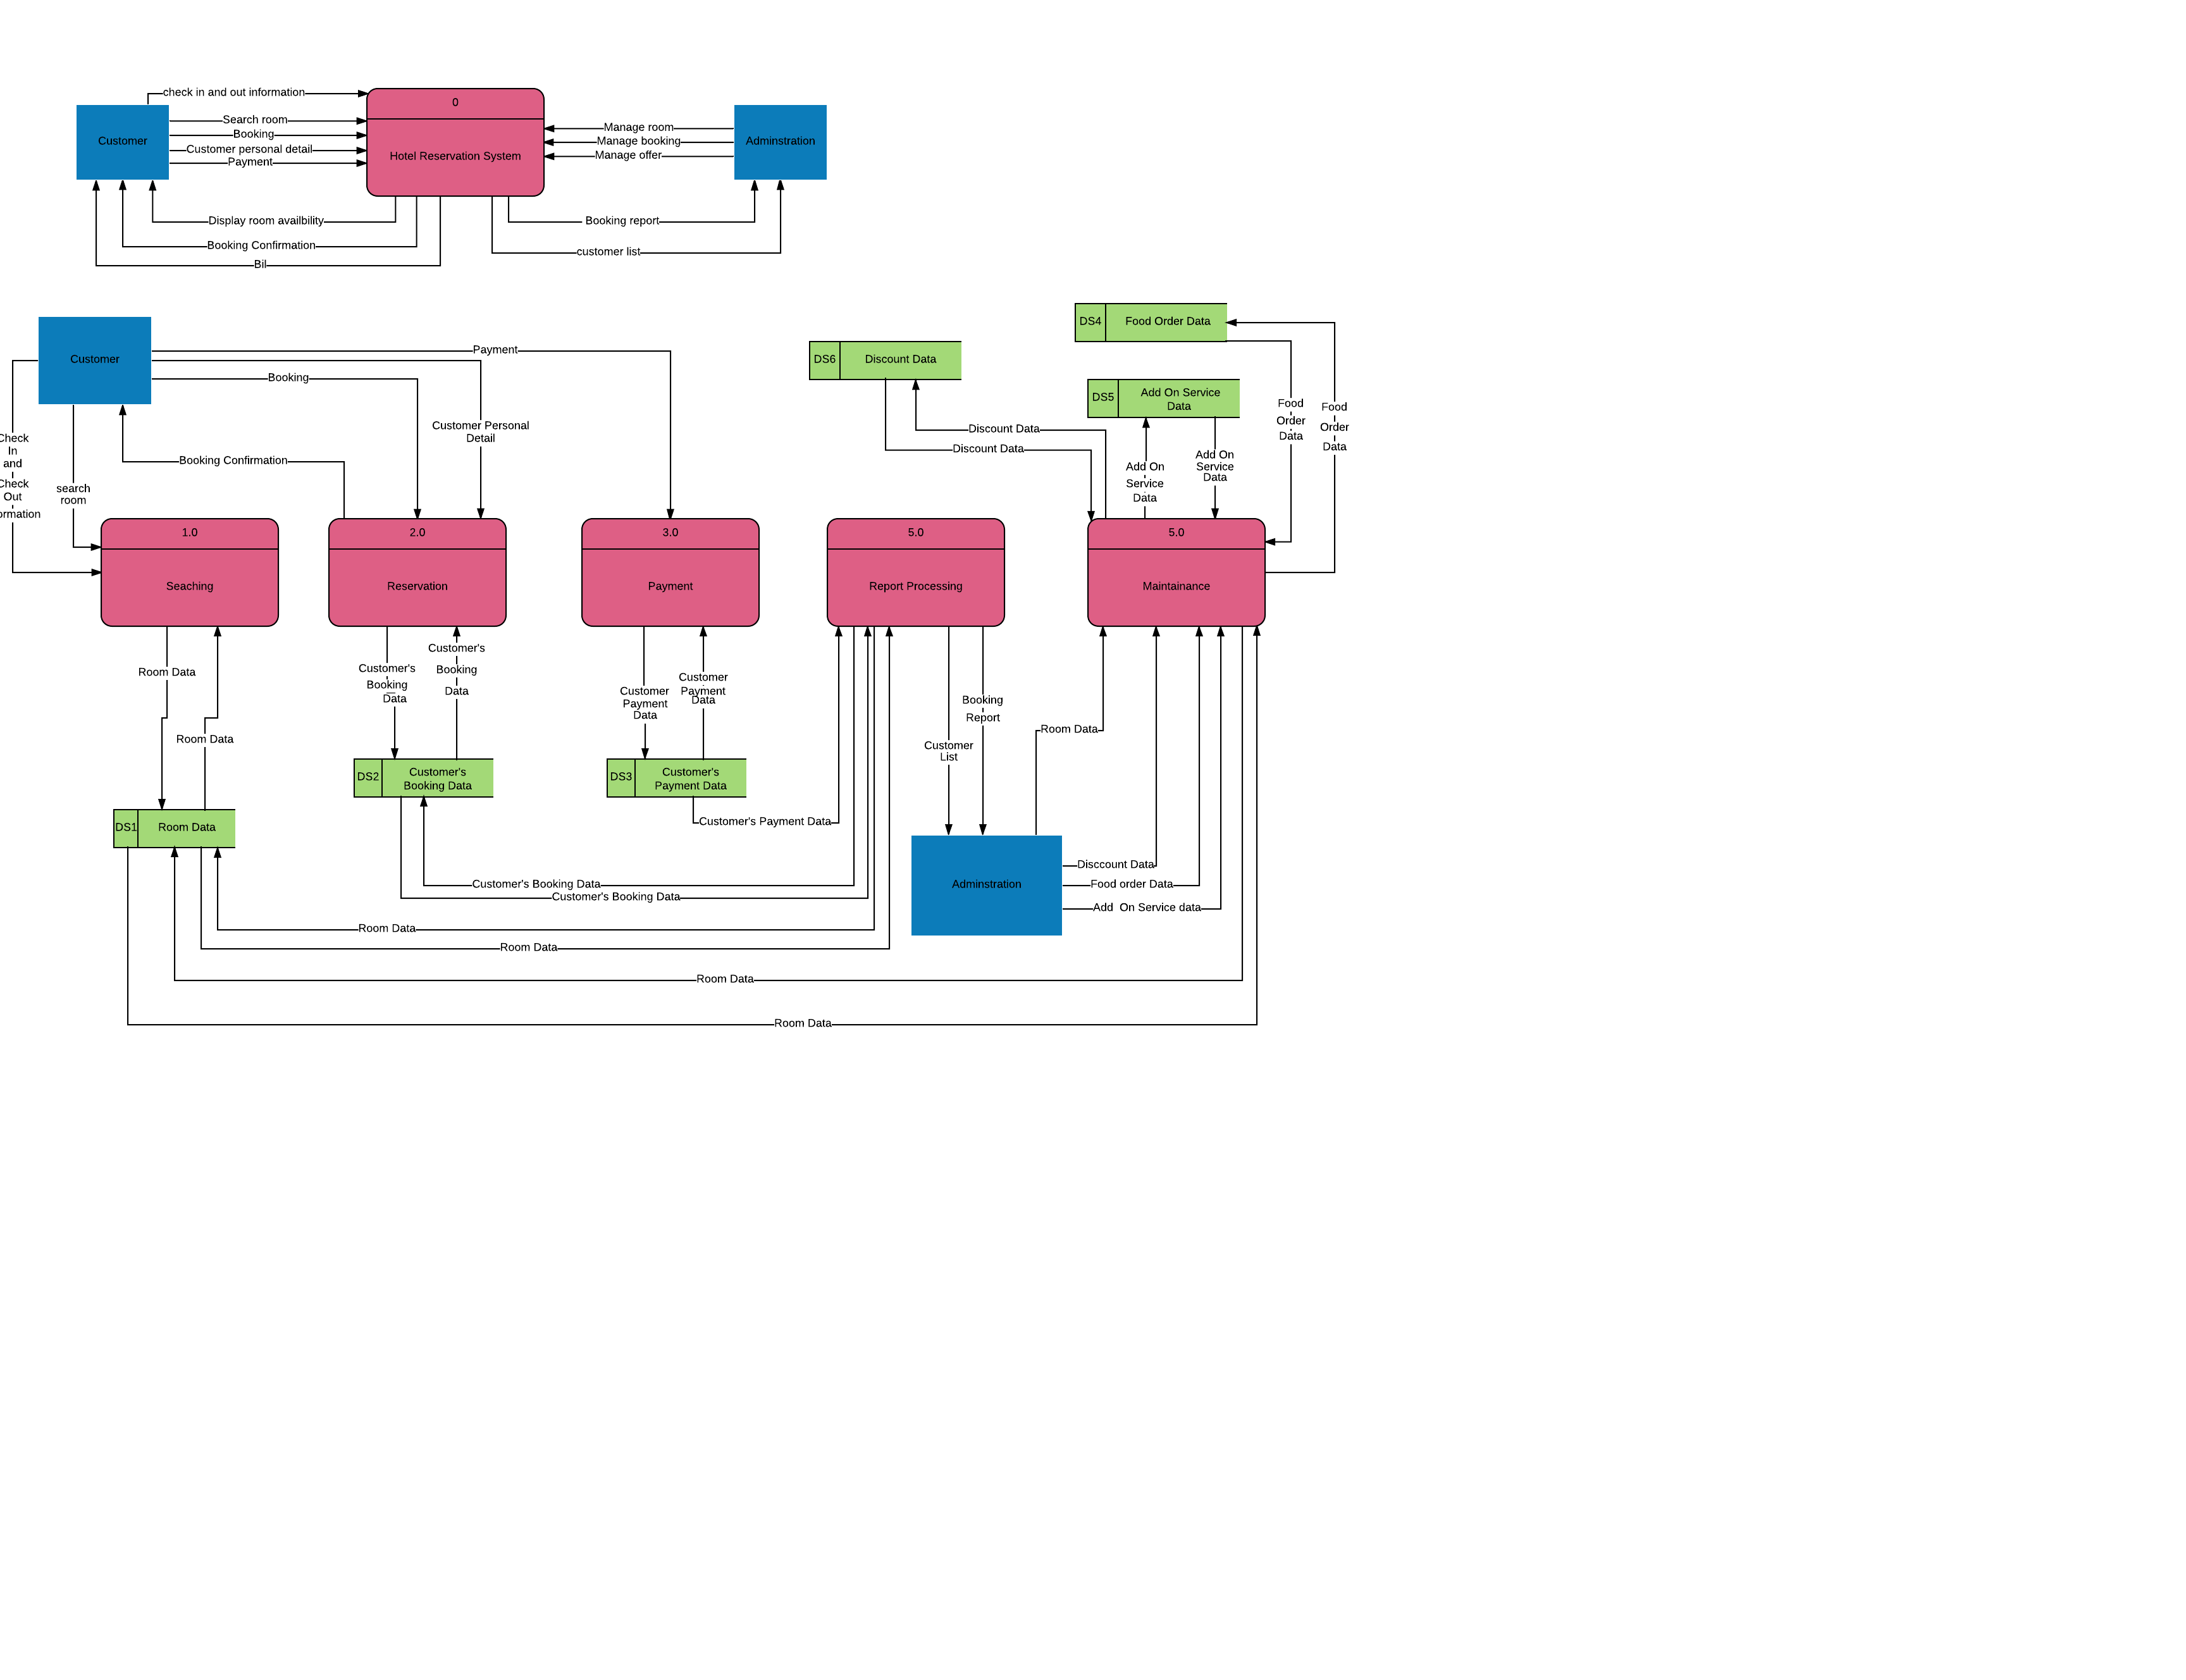 check in and out information
0
Search room
Booking
Customer
Customer personal detail
Payment
Hotel Reservation System
Manage room
Manage booking
Manage offer
Adminstration
Display room availbility
Booking report
Booking Confirmation
customer list
Bil
Customer
Payment
Booking
Customer Personal
Detail
Booking Confirmation
Check
In
and
Check
Out
ormation
search
room
DS4
Food Order Data
DS6
Discount Data
DS5
Add On Service
Data
Discount Data
Discount Data
Add On
Service
Data
Add On
Service
Data
Food
Order
Data
Food
Order
Data
1.0
Seaching
2.0
Reservation
3.0
Payment
5.0
Report Processing
5.0
Maintainance
Room Data
Room Data
Customer's
Booking
Data
Customer's
Booking
Data
Customer
Payment
Data
Customer
Payment
Data
Customer
List
Booking
Report
Room Data
DS1
Room Data
DS2
Customer's
Booking Data
DS3
Customer's
Payment Data
Customer's Payment Data
Adminstration
Disccount Data
Food order Data
Add On Service data
Customer's Booking Data
Customer's Booking Data
Room Data
Room Data
Room Data
Room Data